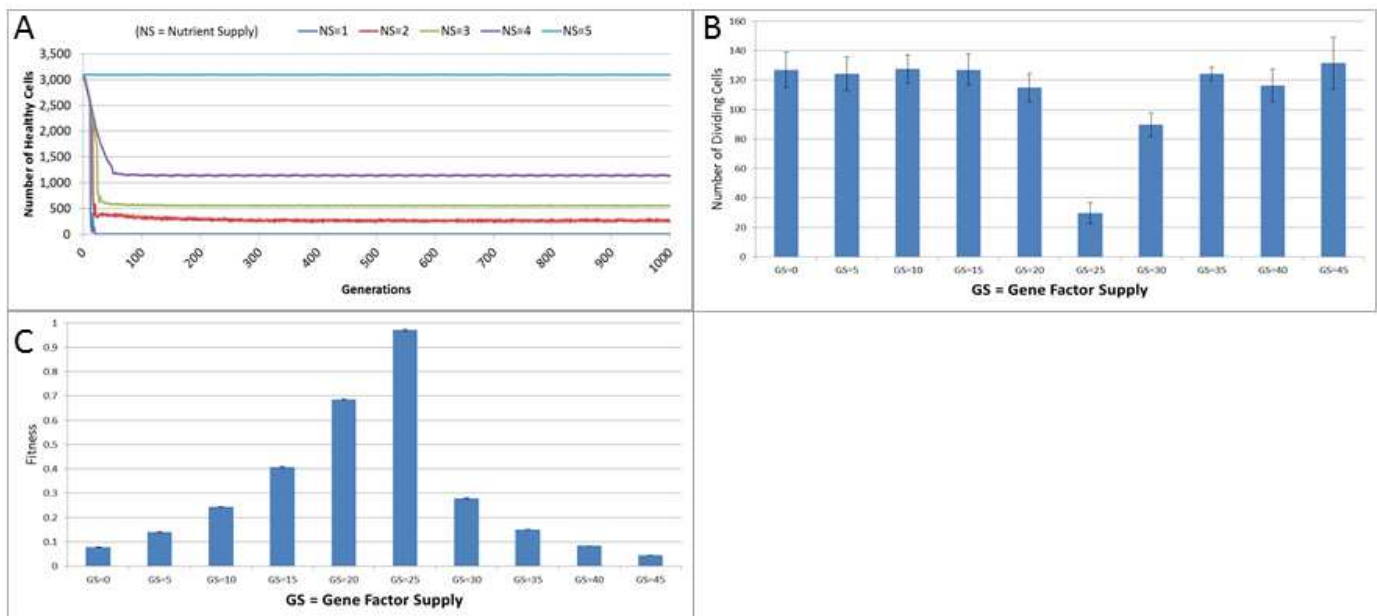 A
(NS = Nutrient Supply) NS=1 NS=2 NS=3 NS=4 NS=5
Number of Healthy Cells
3,500
3,000
2,500
2,000
1,500
1,000
500
0
0 100 200 300 400 500 600 700 800 900 1000
Generations
B
Number of Dividing Cells
160
140
120
100
80
60
40
20
0
GS=0 GS=5 GS=10 GS=15 GS=20 GS=25 GS=30 GS=35 GS=40 GS=45
GS = Gene Factor Supply
C
Fitness
1
0.9
0.8
0.7
0.6
0.5
0.4
0.3
0.2
0.1
0
GS=0 GS=5 GS=10 GS=15 GS=20 GS=25 GS=30 GS=35 GS=40 GS=45
GS = Gene Factor Supply